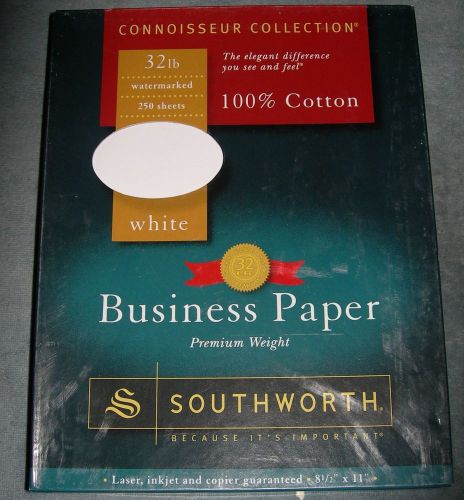 CONNOISSEUR COLLECTION®
32lb
watermarked
250 sheets
The elegant difference
you see and feel®
100% Cotton
white
32
LB
Business Paper
Premium Weight
S
SOUTHWORTH®
BECAUSE IT'S IMPORTANT®
• Laser, inkjet and copier guaranteed • 8½" x 11" •